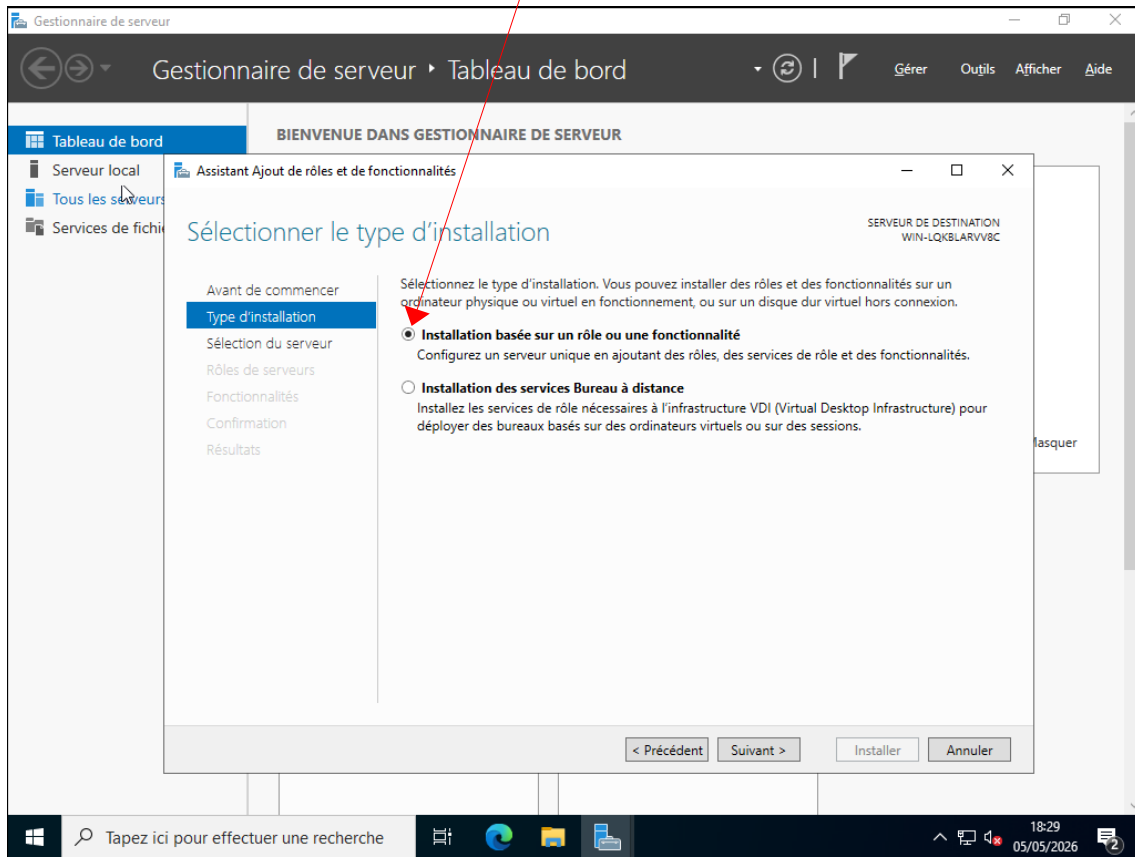 Gestionnaire de serveur
Gestionnaire de serveur • Tableau de bord
Gérer Outils Afficher Aide
Tableau de bord
Serveur local
Tous les serveurs
Services de fichi
BIENVENUE DANS GESTIONNAIRE DE SERVEUR
Assistant Ajout de rôles et de fonctionnalités
Sélectionner le type d'installation
SERVEUR DE DESTINATION
WIN-LQKBLARVV8C
Avant de commencer
Type d'installation
Sélection du serveur
Rôles de serveurs
Fonctionnalités
Confirmation
Résultats
Sélectionnez le type d'installation. Vous pouvez installer des rôles et des fonctionnalités sur un
ordinateur physique ou virtuel en fonctionnement, ou sur un disque dur virtuel hors connexion.
Installation basée sur un rôle ou une fonctionnalité
Configurez un serveur unique en ajoutant des rôles, des services de rôle et des fonctionnalités.
Installation des services Bureau à distance
Installez les services de rôle nécessaires à l'infrastructure VDI (Virtual Desktop Infrastructure) pour
déployer des bureaux basés sur des ordinateurs virtuels ou sur des sessions.
Masquer
< Précédent Suivant > Installer Annuler
Tapez ici pour effectuer une recherche
18:29
05/05/2026
2